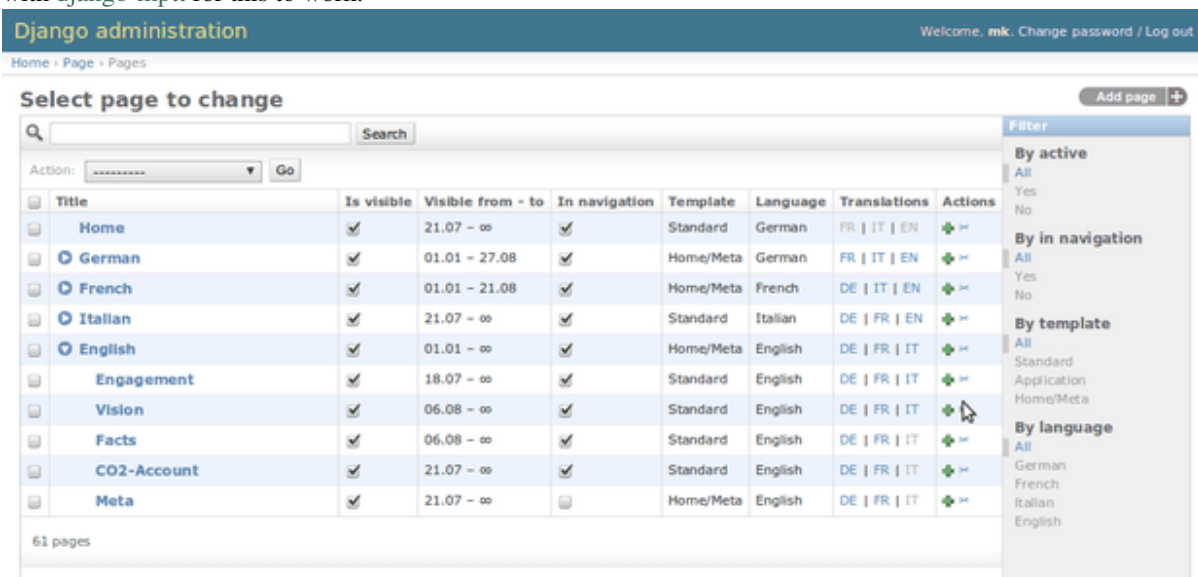 with django-mptt for this to work.
Django administration
Welcome, mk. Change password / Log out
Home › Page › Pages
Select page to change
Add page
Search
Action: --------- Go
Title Is visible Visible from - to In navigation Template Language Translations Actions
Home 21.07 – ∞ Standard German FR | IT | EN
German 01.01 – 27.08 Home/Meta German FR | IT | EN
French 01.01 – 21.08 Home/Meta French DE | IT | EN
Italian 21.07 – ∞ Standard Italian DE | FR | EN
English 01.01 – ∞ Home/Meta English DE | FR | IT
Engagement 18.07 – ∞ Standard English DE | FR | IT
Vision 06.08 – ∞ Standard English DE | FR | IT
Facts 06.08 – ∞ Standard English DE | FR | IT
CO2-Account 21.07 – ∞ Standard English DE | FR | IT
Meta 21.07 – ∞ Home/Meta English DE | FR | IT
61 pages
Filter
By active
All
Yes
No
By in navigation
All
Yes
No
By template
All
Standard
Application
Home/Meta
By language
All
German
French
Italian
English